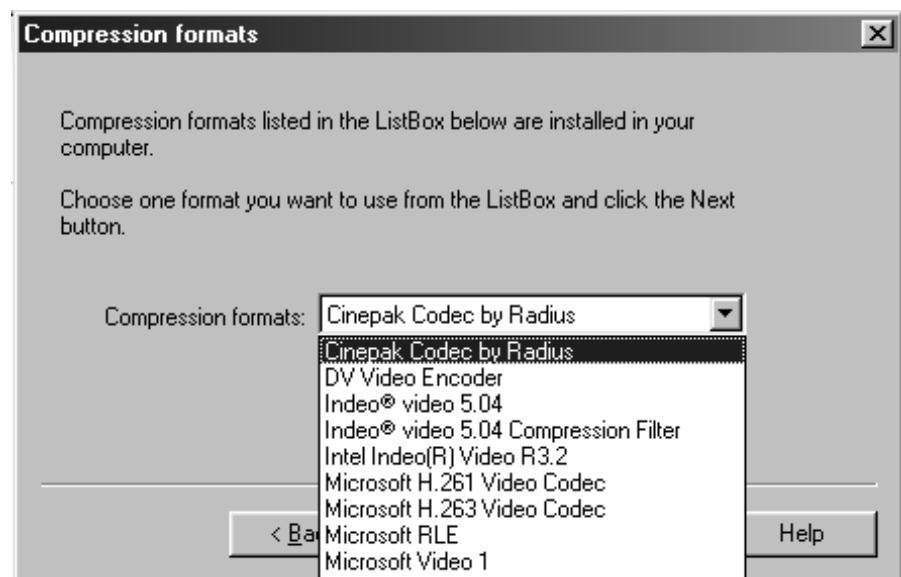 Compression formats
Compression formats listed in the ListBox below are installed in your
computer.
Choose one format you want to use from the ListBox and click the Next
button.
Compression formats: Cinepak Codec by Radius
Cinepak Codec by Radius
DV Video Encoder
Indeo® video 5.04
Indeo® video 5.04 Compression Filter
Intel Indeo(R) Video R3.2
Microsoft H.261 Video Codec
Microsoft H.263 Video Codec
Microsoft RLE
Microsoft Video 1
< Ba
Help